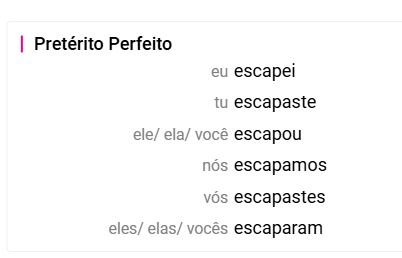 Pretérito Perfeito
eu escapei
tu escapaste
ele/ ela/ você escapou
nós escapamos
vós escapastes
eles/ elas/ vocês escaparam